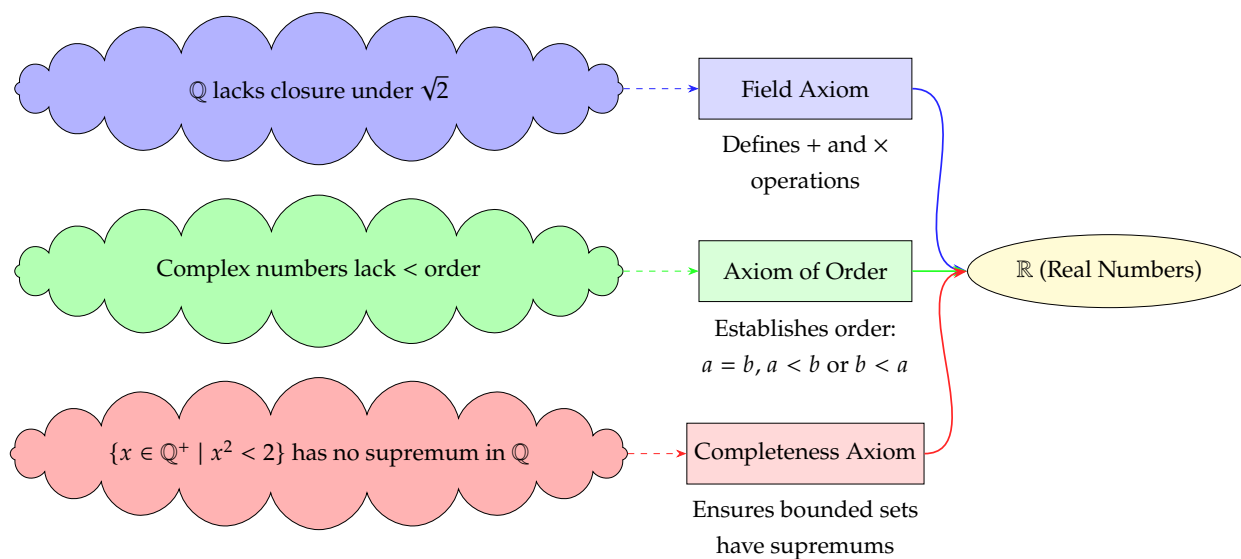 ℚ lacks closure under √2
Field Axiom
Defines + and ×
operations
Complex numbers lack < order
Axiom of Order
ℝ (Real Numbers)
Establishes order:
a = b, a < b or b < a
{x ∈ ℚ⁺ | x² < 2} has no supremum in ℚ
Completeness Axiom
Ensures bounded sets
have supremums